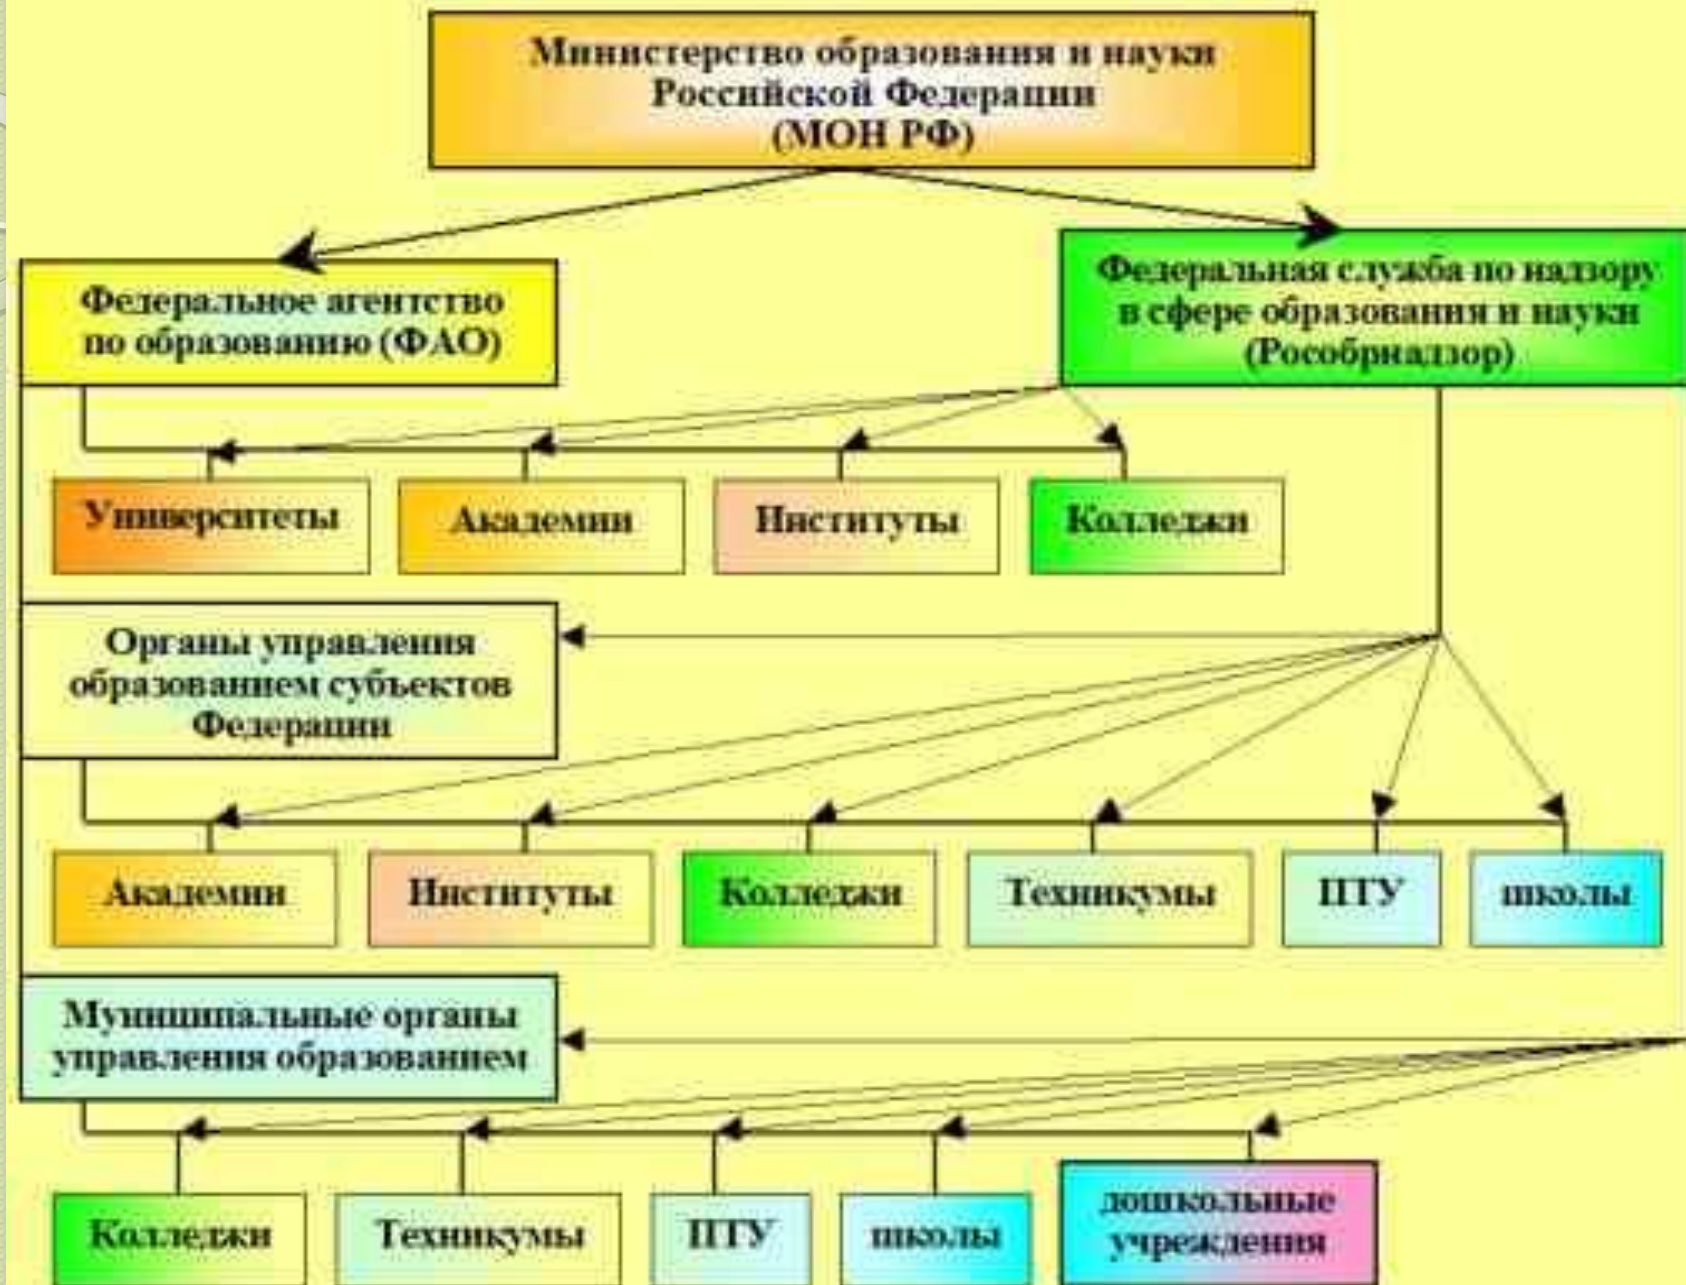 Министерство образования и науки
Российской Федерации
(МОН РФ)
Федеральное агентство
по образованию (ФАО)
Федеральная служба по надзору
в сфере образования и науки
(Рособрнадзор)
Университеты
Академии
Институты
Колледжи
Органы управления
образованием субъектов
Федерации
Академии
Институты
Колледжи
Техникумы
ПТУ
школы
Муниципальные органы
управления образованием
Колледжи
Техникумы
ПТУ
школы
дошкольные
учреждения